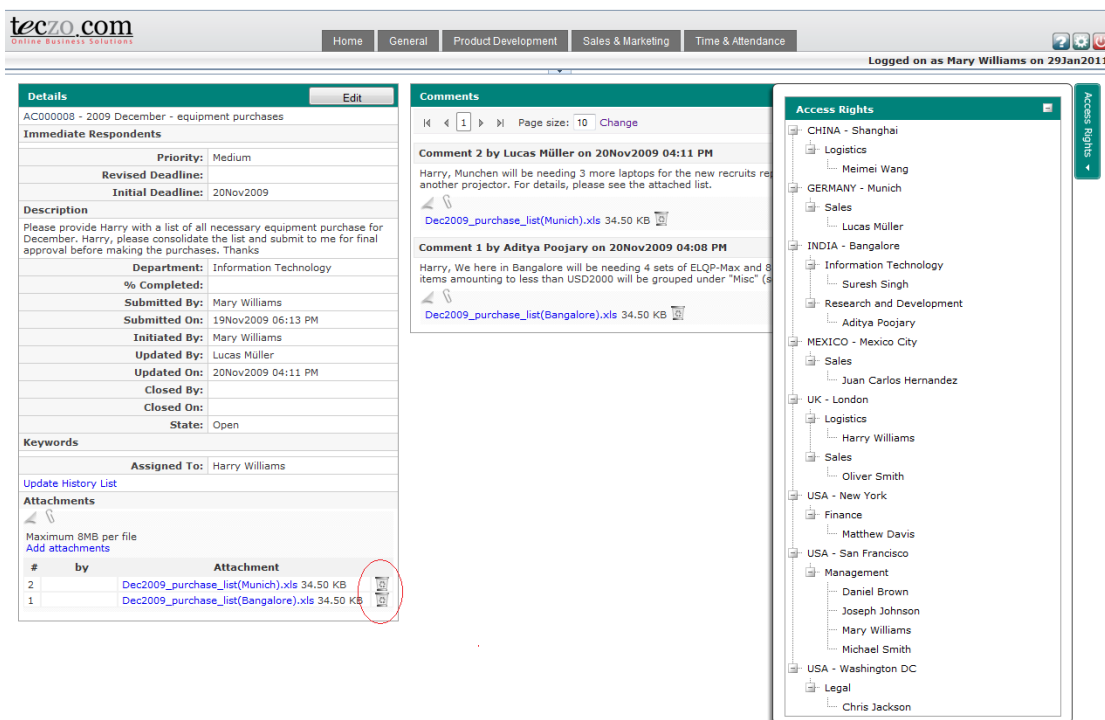 teczo.com
Online Business Solutions
Home General Product Development Sales & Marketing Time & Attendance
Logged on as Mary Williams on 29Jan2011
Details Edit
AC000008 - 2009 December - equipment purchases
Immediate Respondents
Priority: Medium
Revised Deadline:
Initial Deadline: 20Nov2009
Description
Please provide Harry with a list of all necessary equipment purchase for
December. Harry, please consolidate the list and submit to me for final
approval before making the purchases. Thanks
Department: Information Technology
% Completed:
Submitted By: Mary Williams
Submitted On: 19Nov2009 06:13 PM
Initiated By: Mary Williams
Updated By: Lucas Müller
Updated On: 20Nov2009 04:11 PM
Closed By:
Closed On:
State: Open
Keywords
Assigned To: Harry Williams
Update History List
Attachments
Maximum 8MB per file
Add attachments
# by Attachment
2 Dec2009_purchase_list(Munich).xls 34.50 KB
1 Dec2009_purchase_list(Bangalore).xls 34.50 KB
Comments
1 Page size: 10 Change
Comment 2 by Lucas Müller on 20Nov2009 04:11 PM
Harry, Munchen will be needing 3 more laptops for the new recruits
another projector. For details, please see the attached list.
Dec2009_purchase_list(Munich).xls 34.50 KB
Comment 1 by Aditya Poojary on 20Nov2009 04:08 PM
Harry, We here in Bangalore will be needing 4 sets of ELQP-Max and 8
items amounting to less than USD2000 will be grouped under "Misc" (s
Dec2009_purchase_list(Bangalore).xls 34.50 KB
Access Rights
CHINA - Shanghai
Logistics
Meimei Wang
GERMANY - Munich
Sales
Lucas Müller
INDIA - Bangalore
Information Technology
Suresh Singh
Research and Development
Aditya Poojary
MEXICO - Mexico City
Sales
Juan Carlos Hernandez
UK - London
Logistics
Harry Williams
Sales
Oliver Smith
USA - New York
Finance
Matthew Davis
USA - San Francisco
Management
Daniel Brown
Joseph Johnson
Mary Williams
Michael Smith
USA - Washington DC
Legal
Chris Jackson
Access Rights